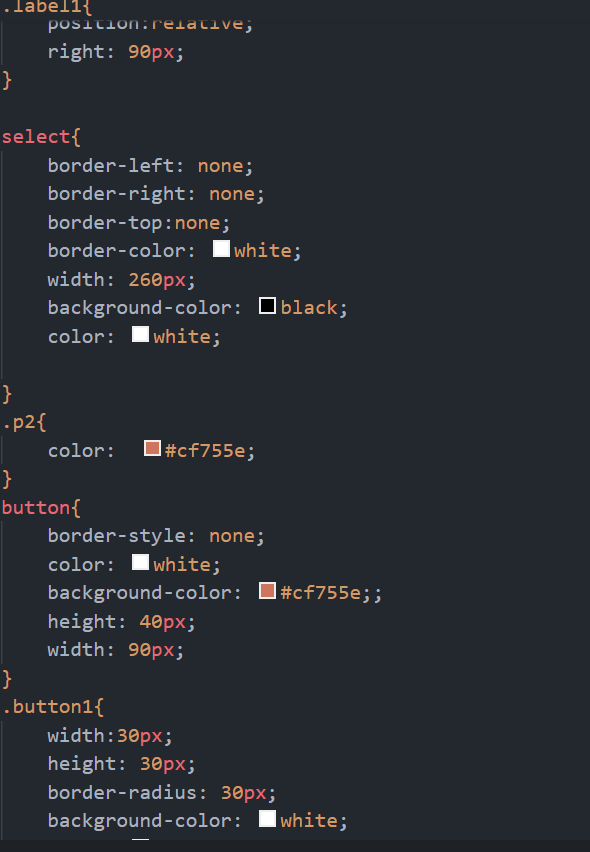 .label1{
position:relative;
right: 90px;
}
select{
border-left: none;
border-right: none;
border-top:none;
border-color: white;
width: 260px;
background-color: black;
color: white;
}
.p2{
color: #cf755e;
}
button{
border-style: none;
color: white;
background-color: #cf755e;;
height: 40px;
width: 90px;
}
.button1{
width:30px;
height: 30px;
border-radius: 30px;
background-color: white;